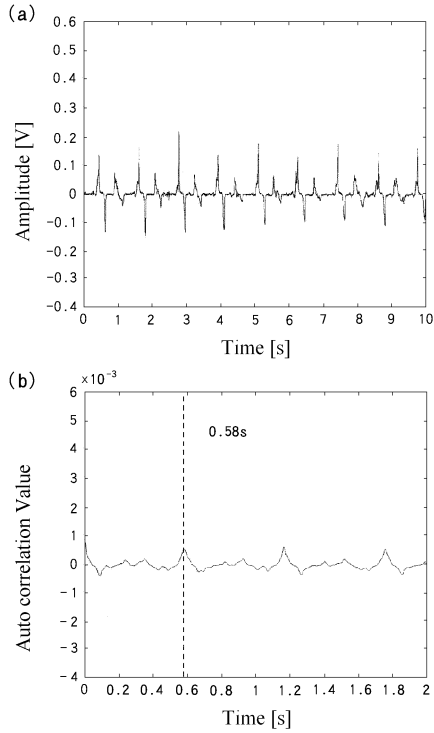 (a)
0.6
0.5
0.4
0.3
0.2
0.1
0
-0.1
-0.2
-0.3
-0.4
Amplitude [V]
0 1 2 3 4 5 6 7 8 9 10
Time [s]
(b)
×10-3
6
5
4
3
2
1
0
-1
-2
-3
-4
Auto correlation Value
0.58s
0 0.2 0.4 0.6 0.8 1 1.2 1.4 1.6 1.8 2
Time [s]